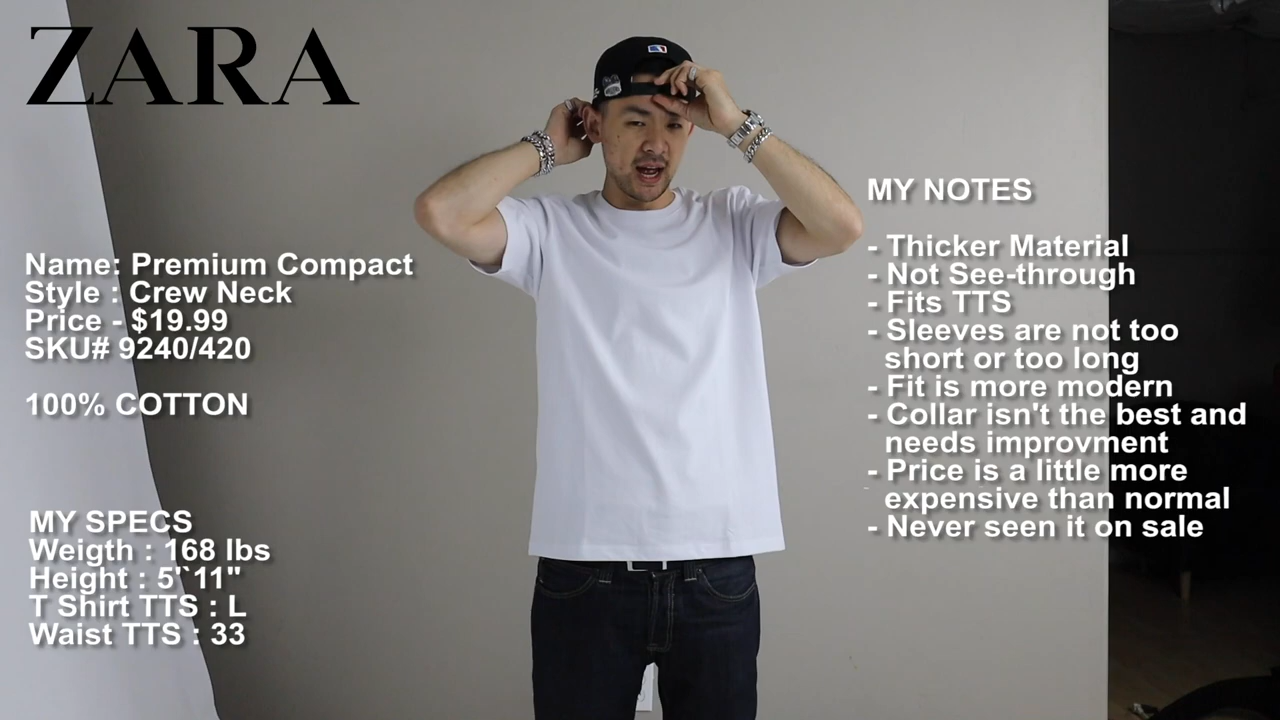 ZARA
Name: Premium Compact
Style : Crew Neck
Price - $19.99
SKU# 9240/420
100% COTTON
MY SPECS
Weigth : 168 lbs
Height : 5'`11"
T Shirt TTS : L
Waist TTS : 33
MY NOTES
- Thicker Material
- Not See-through
- Fits TTS
- Sleeves are not too
short or too long
- Fit is more modern
- Collar isn't the best and
needs improvment
- Price is a little more
expensive than normal
- Never seen it on sale